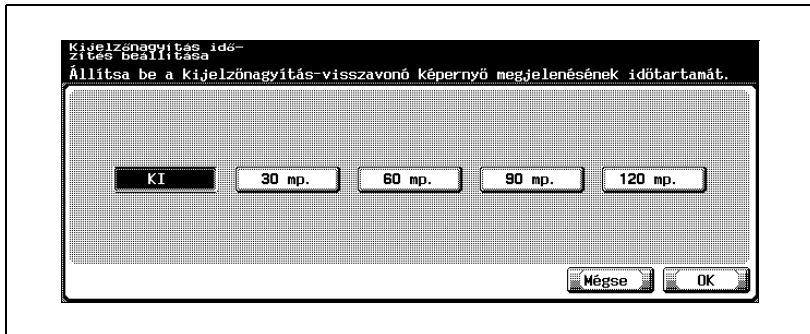 Kijelzőnagyítás idő-
zítés beállítása
Állítsa be a kijelzőnagyítás-visszavonó képernyő megjelenésének időtartamát.
KI 30 mp. 60 mp. 90 mp. 120 mp.
Mégse OK